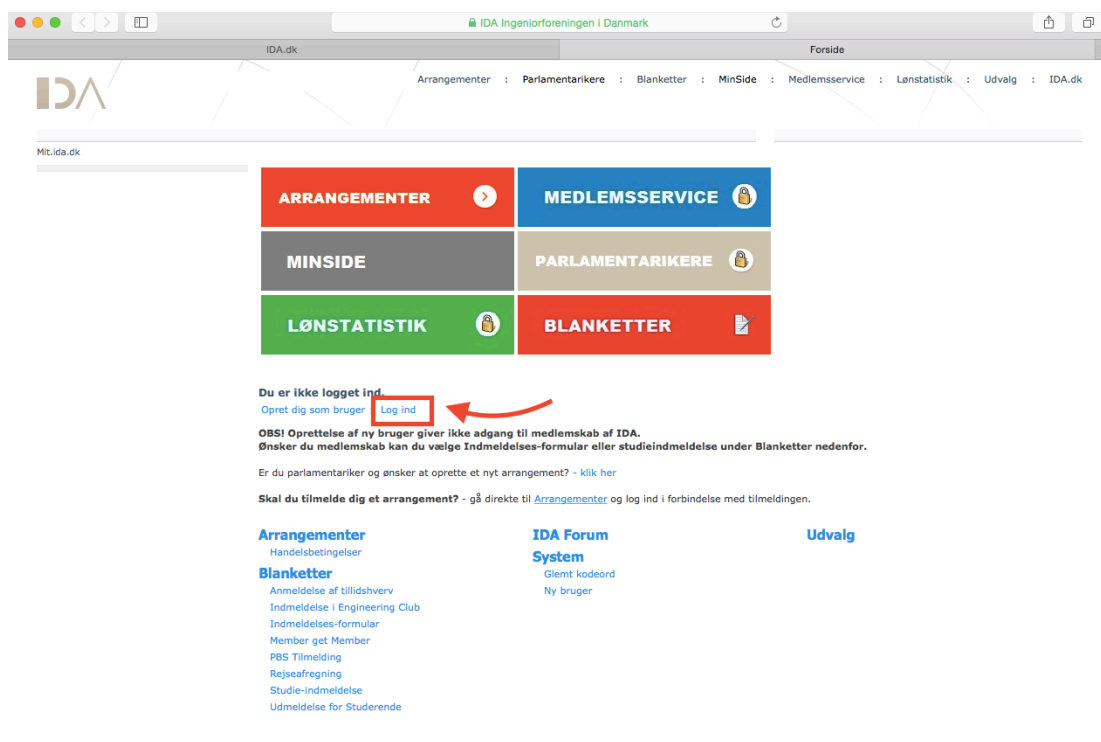 IDA Ingeniorforeningen i Danmark
IDA.dk
Forside
IDA
Arrangementer : Parlamentarikere : Blanketter : MinSide : Medlemsservice : Lønstatistik : Udvalg : IDA.dk
Mit.ida.dk
ARRANGEMENTER
MEDLEMSSERVICE
MINSIDE
PARLAMENTARIKERE
LØNSTATISTIK
BLANKETTER
Du er ikke logget ind.
Opret dig som bruger
Log ind
OBS! Oprettelse af ny bruger giver ikke adgang til medlemskab af IDA.
Ønsker du medlemskab kan du vælge Indmeldelses-formular eller studieindmeldelse under Blanketter nedenfor.
Er du parlamentariker og ønsker at oprette et nyt arrangement? - klik her
Skal du tilmelde dig et arrangement? - gå direkte til Arrangementer og log ind i forbindelse med tilmeldingen.
Arrangementer
Handelsbetingelser
Blanketter
Anmeldelse af tillidshverv
Indmeldelse i Engineering Club
Indmeldelses-formular
Member get Member
PBS Tilmelding
Rejseafregning
Studie-indmeldelse
Udmeldelse for Studerende
IDA Forum
System
Glemt kodeord
Ny bruger
Udvalg